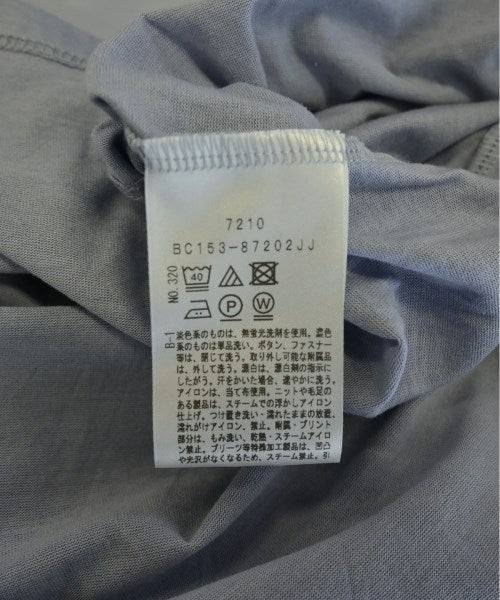 7210
BC153-87202JJ
NO.320
40
P
W
B-1
淡色系のものは、無蛍光洗剤を使用。濃色
系のものは単品洗い。ボタン、ファスナー
等は、閉じて洗う。取り外し可能な附属品
は、外して洗う。漂白は、漂白剤の指示に
したがう。汗をかいた場合、速やかに洗う。
アイロンは、当て布使用。ニットや毛足の
ある製品は、スチームでの浮かしアイロン
仕上げ。つけ置き洗い・濡れたままの放置、
濡れがけアイロン、禁止。附属・プリント
部分は、もみ洗い、乾熱・スチームアイロ
ン禁止。プリーツ等特殊加工製品は、凹凸
や光沢がなくなるため、スチーム禁止。引